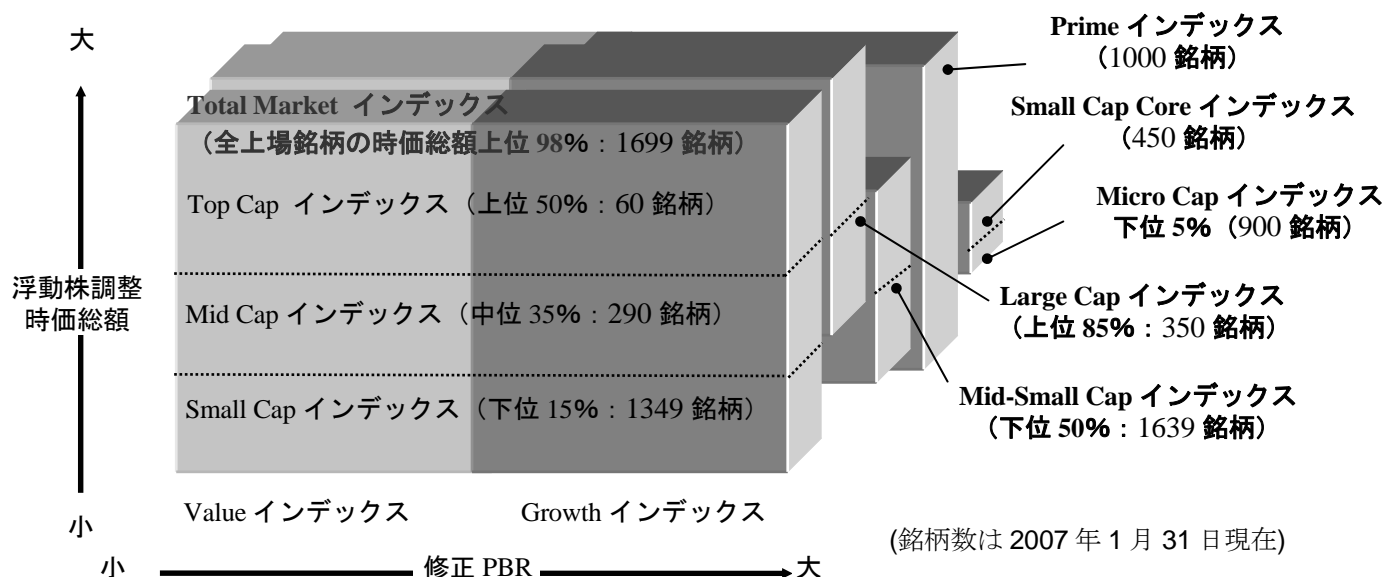 大
浮動株調整
時価総額
小
Total Market インデックス
（全上場銘柄の時価総額上位 98%：1699 銘柄）
Top Cap インデックス（上位 50%：60 銘柄）
Mid Cap インデックス（中位 35%：290 銘柄）
Small Cap インデックス（下位 15%：1349 銘柄）
Value インデックス
Growth インデックス
小
修正 PBR
大
Prime インデックス
（1000 銘柄）
Small Cap Core インデックス
（450 銘柄）
Micro Cap インデックス
下位 5%（900 銘柄）
Large Cap インデックス
（上位 85%：350 銘柄）
Mid-Small Cap インデックス
（下位 50%：1639 銘柄）
(銘柄数は 2007 年 1 月 31 日現在)